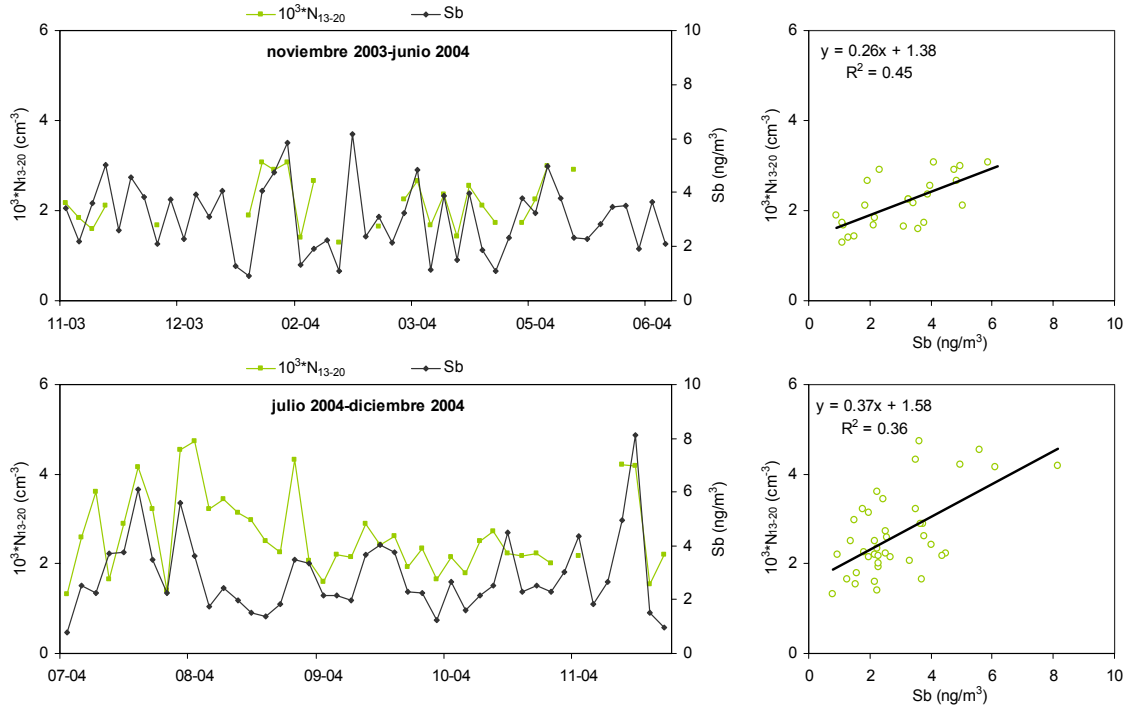 10³*N₁₃₋₂₀ Sb
noviembre 2003-junio 2004
10³*N₁₃₋₂₀ (cm⁻³)
6
4
2
0
11-03 12-03 02-04 03-04 05-04 06-04
10
8
6
4
2
0
Sb (ng/m³)
y = 0.26x + 1.38
R² = 0.45
10³*N₁₃₋₂₀ (cm⁻³)
6
4
2
0
0 2 4 6 8 10
Sb (ng/m³)
10³*N₁₃₋₂₀ Sb
julio 2004-diciembre 2004
10³*N₁₃₋₂₀ (cm⁻³)
6
4
2
0
07-04 08-04 09-04 10-04 11-04
10
8
6
4
2
0
Sb (ng/m³)
y = 0.37x + 1.58
R² = 0.36
10³*N₁₃₋₂₀ (cm⁻³)
6
4
2
0
0 2 4 6 8 10
Sb (ng/m³)